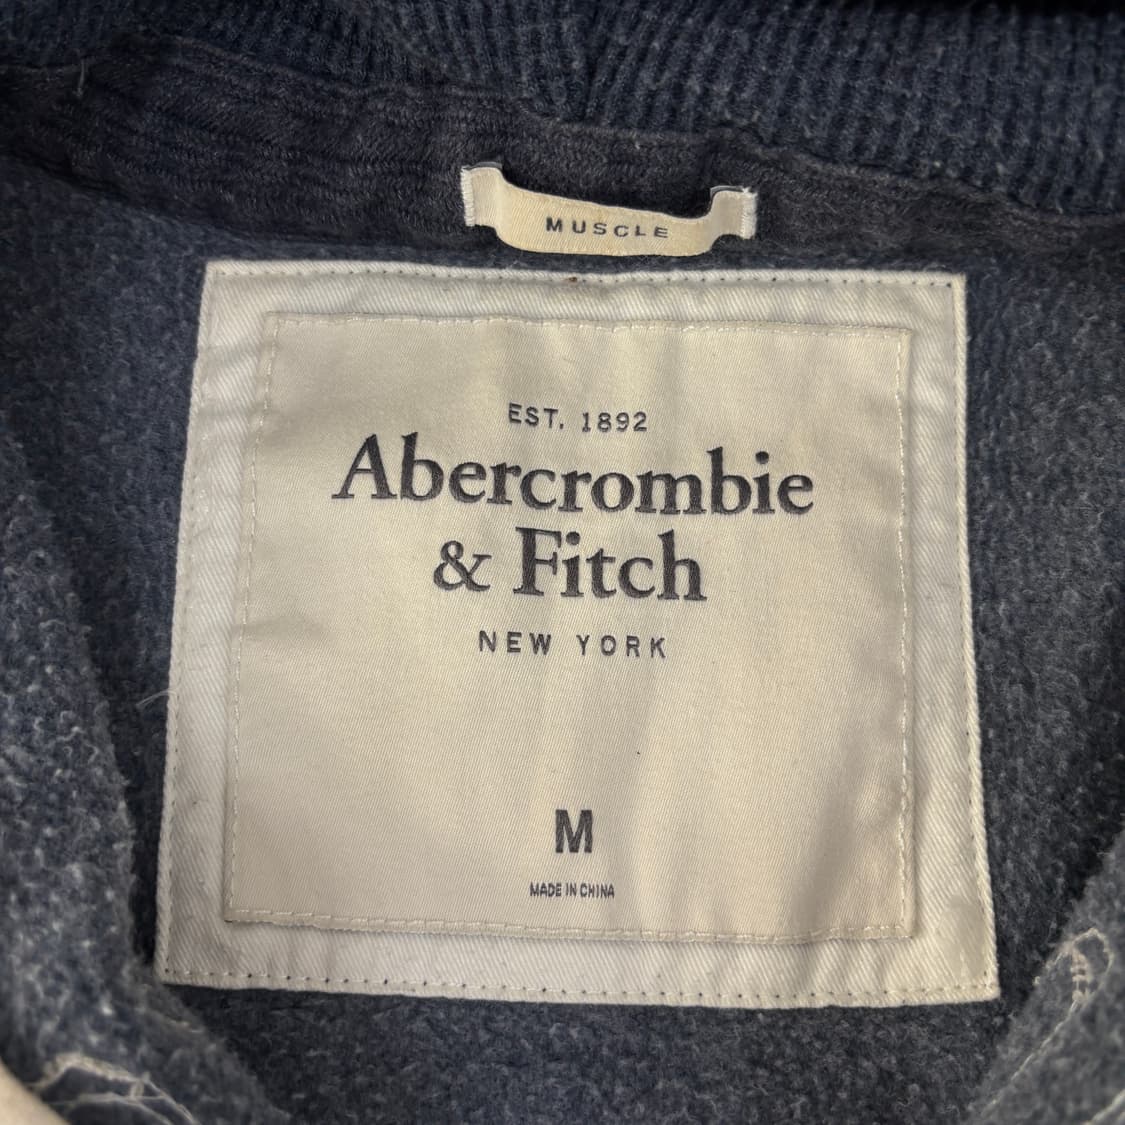 MUSCLE
EST. 1892
Abercrombie
& Fitch
NEW YORK
M
MADE IN CHINA